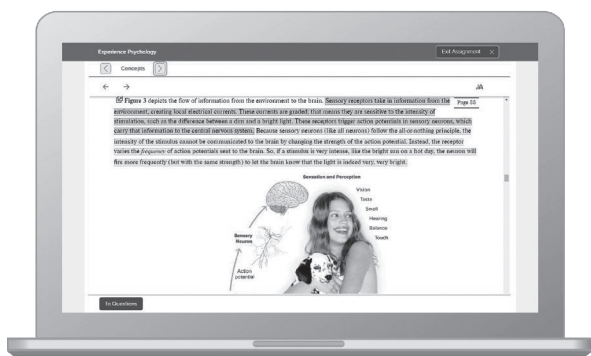 Experience Psychology
Exit Assignment X
< Concepts >
← → AA
Figure 3 depicts the flow of information from the environment to the brain. Sensory receptors take in information from the
Page 85
environment, creating local electrical currents. These currents are graded; that means they are sensitive to the intensity of
stimulation, such as the difference between a dim and a bright light. These receptors trigger action potentials in sensory neurons, which
carry that information to the central nervous system. Because sensory neurons (like all neurons) follow the all-or-nothing principle, the
intensity of the stimulus cannot be communicated to the brain by changing the strength of the action potential. Instead, the receptor
varies the frequency of action potentials sent to the brain. So, if a stimulus is very intense, like the bright sun on a hot day, the neuron will
fire more frequently (but with the same strength) to let the brain know that the light is indeed very, very bright.
Sensation and Perception
Vision
Taste
Smell
Hearing
Balance
Touch
Sensory
Neuron
Action
potential
To Questions